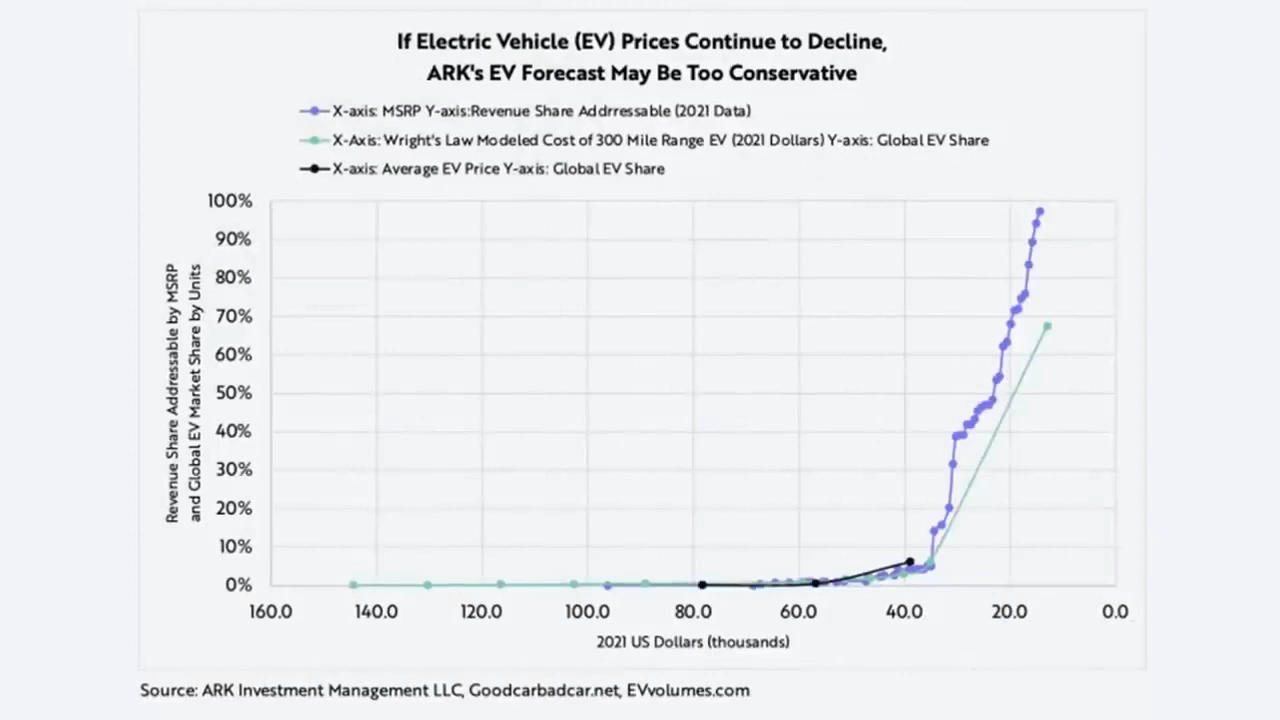 If Electric Vehicle (EV) Prices Continue to Decline,
ARK's EV Forecast May Be Too Conservative
X-axis: MSRP Y-axis:Revenue Share Addrressable (2021 Data)
X-Axis: Wright's Law Modeled Cost of 300 Mile Range EV (2021 Dollars) Y-axis: Global EV Share
X-axis: Average EV Price Y-axis: Global EV Share
Revenue Share Addressable by MSRP
and Global EV Market Share by Units
100%
90%
80%
70%
60%
50%
40%
30%
20%
10%
0%
160.0 140.0 120.0 100.0 80.0 60.0 40.0 20.0 0.0
2021 US Dollars (thousands)
Source: ARK Investment Management LLC, Goodcarbadcar.net, EVvolumes.com